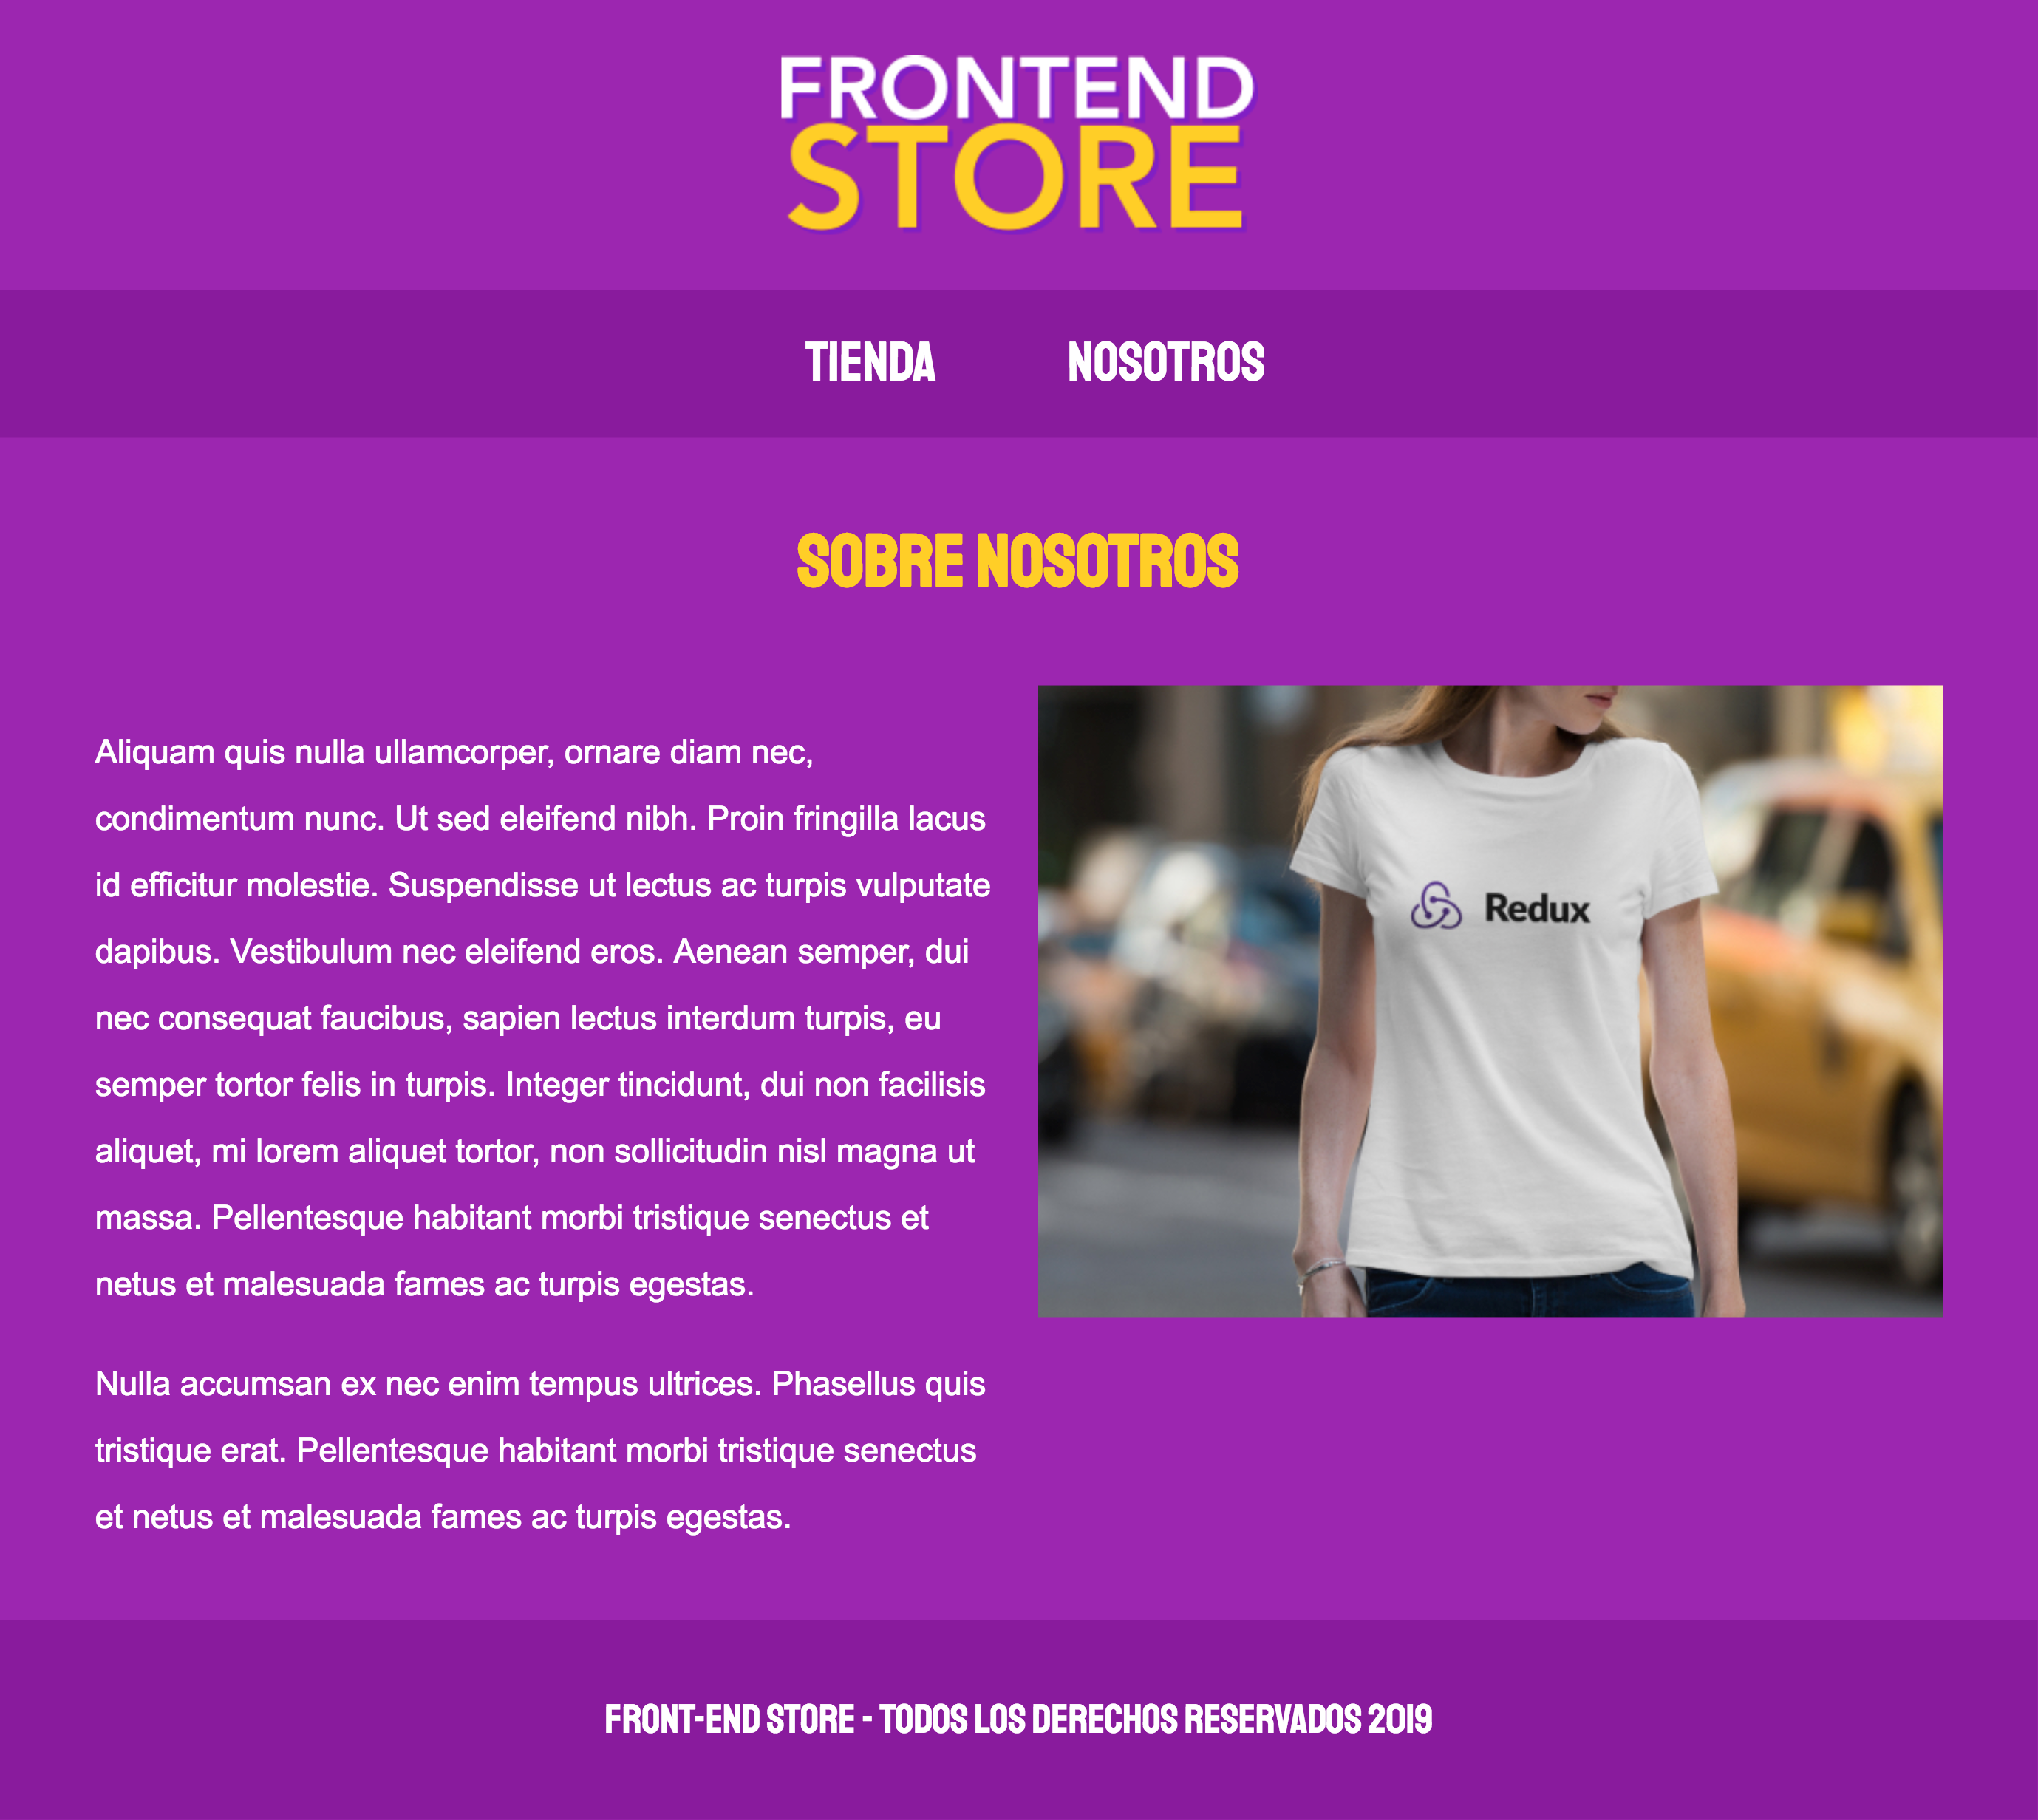 FRONTEND
STORE
TIENDA
NOSOTROS
SOBRE NOSOTROS
Aliquam quis nulla ullamcorper, ornare diam nec,
condimentum nunc. Ut sed eleifend nibh. Proin fringilla lacus
id efficitur molestie. Suspendisse ut lectus ac turpis vulputate
dapibus. Vestibulum nec eleifend eros. Aenean semper, dui
nec consequat faucibus, sapien lectus interdum turpis, eu
semper tortor felis in turpis. Integer tincidunt, dui non facilisis
aliquet, mi lorem aliquet tortor, non sollicitudin nisl magna ut
massa. Pellentesque habitant morbi tristique senectus et
netus et malesuada fames ac turpis egestas.
Nulla accumsan ex nec enim tempus ultrices. Phasellus quis
tristique erat. Pellentesque habitant morbi tristique senectus
et netus et malesuada fames ac turpis egestas.
Redux
FRONT-END STORE - TODOS LOS DERECHOS RESERVADOS 2019